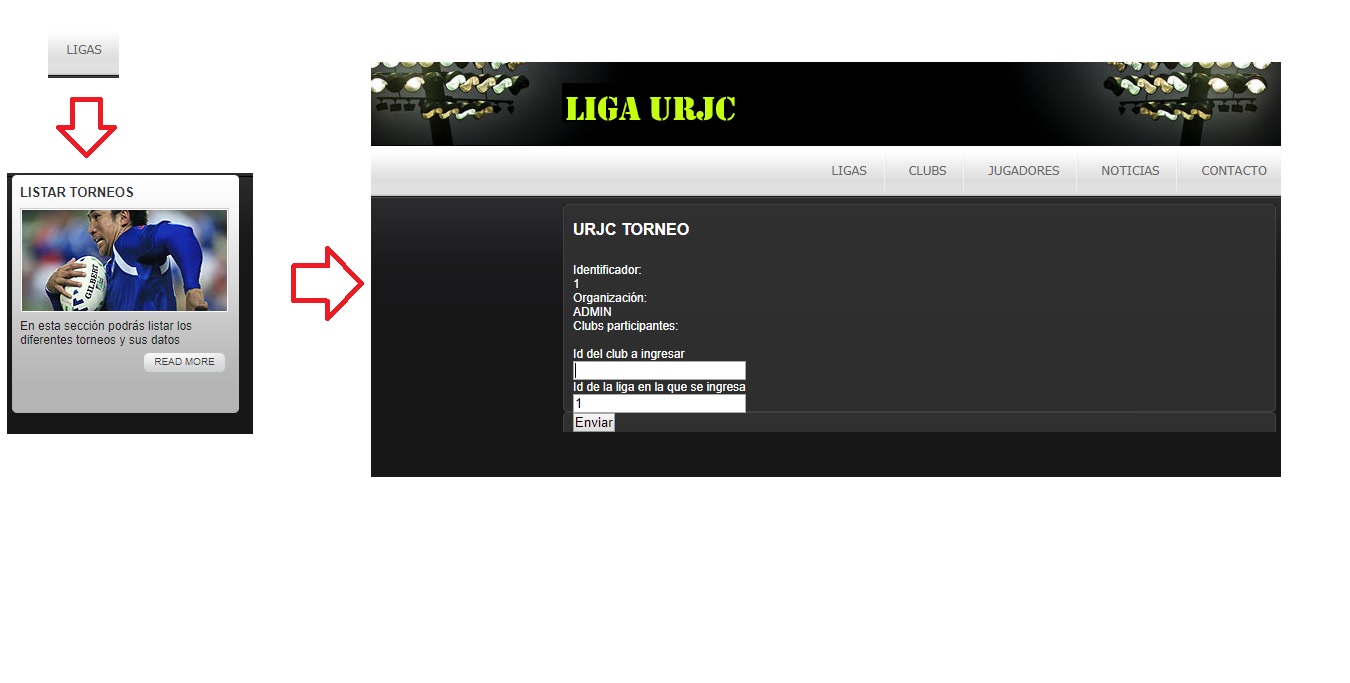 LIGAS
LISTAR TORNEOS
GILBERT
En esta sección podrás listar los
diferentes torneos y sus datos
READ MORE
LIGA URJC
LIGAS CLUBS JUGADORES NOTICIAS CONTACTO
URJC TORNEO
Identificador:
1
Organización:
ADMIN
Clubs participantes:
Id del club a ingresar
Id de la liga en la que se ingresa
1
Enviar